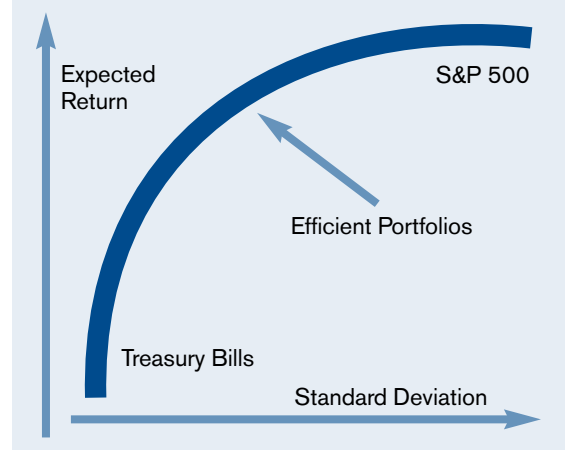 Expected
Return
S&P 500
Efficient Portfolios
Treasury Bills
Standard Deviation